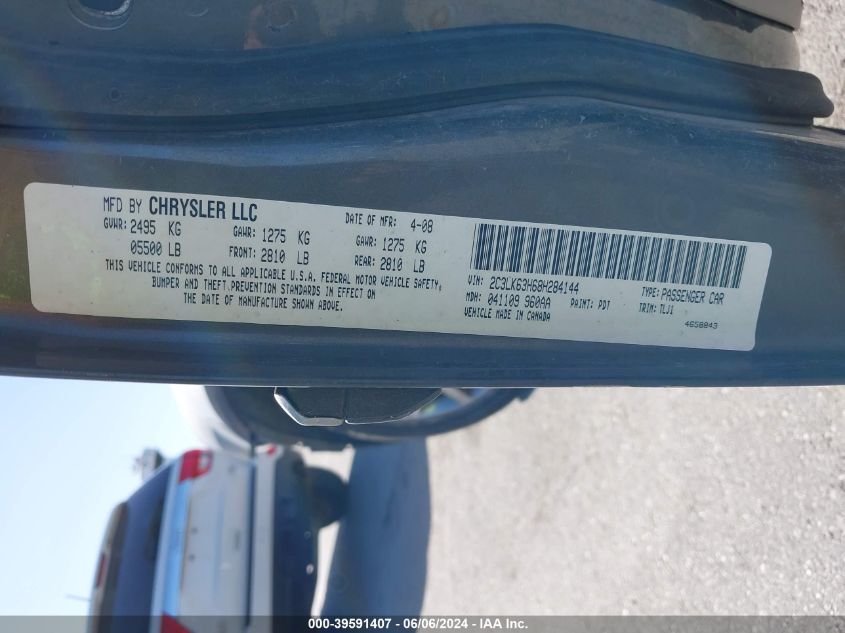 MFD BY CHRYSLER LLC
DATE OF MFR: 4-08
GVWR: 2495 KG GAWR: 1275 KG GAWR: 1275 KG
05500 LB FRONT: 2810 LB REAR: 2810 LB
THIS VEHICLE CONFORMS TO ALL APPLICABLE U.S.A. FEDERAL MOTOR VEHICLE SAFETY,
BUMPER AND THEFT PREVENTION STANDARDS IN EFFECT ON
THE DATE OF MANUFACTURE SHOWN ABOVE.
VIN: 2C3LK63H68H284144 TYPE: PASSENGER CAR
MDH: 041109 960AA PAINT: PDT TRIM: TLJ1
VEHICLE MADE IN CANADA 4658843
000-39591407 - 06/06/2024 - IAA Inc.